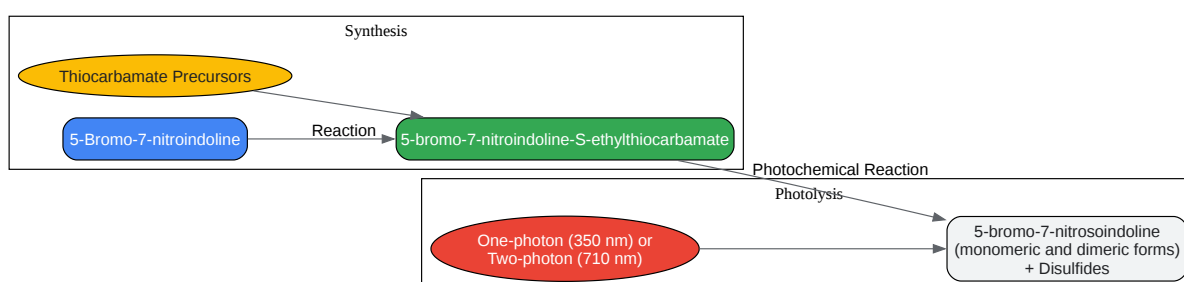 Synthesis
Thiocarbamate Precursors
5-Bromo-7-nitroindoline
Reaction
5-bromo-7-nitroindoline-S-ethylthiocarbamate
Photochemical Reaction
Photolysis
One-photon (350 nm) or
Two-photon (710 nm)
5-bromo-7-nitrosoindoline
(monomeric and dimeric forms)
+ Disulfides